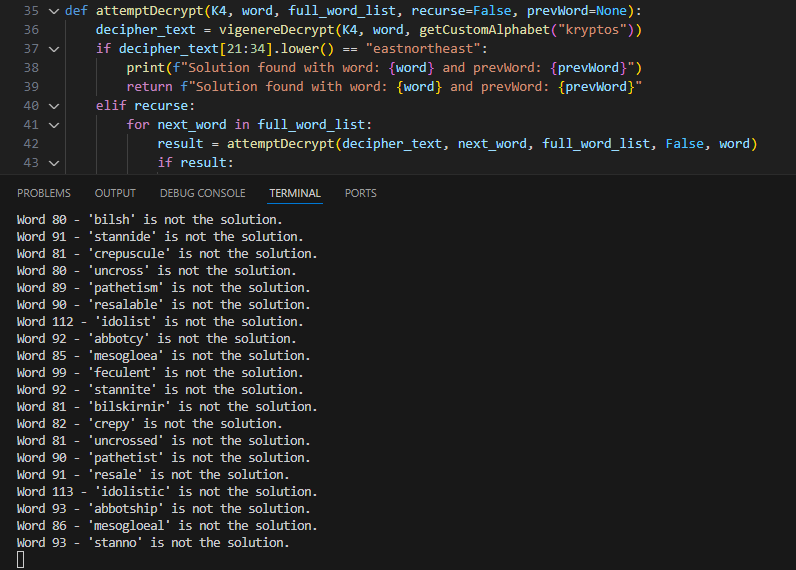 35 def attemptDecrypt(K4, word, full_word_list, recurse=False, prevWord=None):
36 decipher_text = vigenereDecrypt(K4, word, getCustomAlphabet("kryptos"))
37 if decipher_text[21:34].lower() == "eastnortheast":
38 print(f"Solution found with word: {word} and prevWord: {prevWord}")
39 return f"Solution found with word: {word} and prevWord: {prevWord}"
40 elif recurse:
41 for next_word in full_word_list:
42 result = attemptDecrypt(decipher_text, next_word, full_word_list, False, word)
43 if result:
PROBLEMS OUTPUT DEBUG CONSOLE TERMINAL PORTS
Word 80 - 'bilsh' is not the solution.
Word 91 - 'stannide' is not the solution.
Word 81 - 'crepuscule' is not the solution.
Word 80 - 'uncross' is not the solution.
Word 89 - 'pathetism' is not the solution.
Word 90 - 'resalable' is not the solution.
Word 112 - 'idolist' is not the solution.
Word 92 - 'abbotcy' is not the solution.
Word 85 - 'mesogloea' is not the solution.
Word 99 - 'feculent' is not the solution.
Word 92 - 'stannite' is not the solution.
Word 81 - 'bilskirnir' is not the solution.
Word 82 - 'crepy' is not the solution.
Word 81 - 'uncrossed' is not the solution.
Word 90 - 'pathetist' is not the solution.
Word 91 - 'resale' is not the solution.
Word 113 - 'idolistic' is not the solution.
Word 93 - 'abbotship' is not the solution.
Word 86 - 'mesogloeal' is not the solution.
Word 93 - 'stanno' is not the solution.